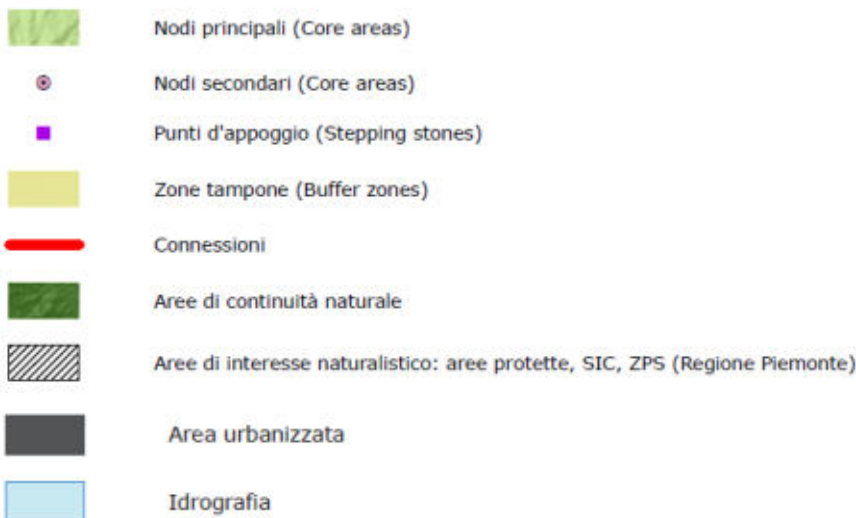 Nodi principali (Core areas)
Nodi secondari (Core areas)
Punti d'appoggio (Stepping stones)
Zone tampone (Buffer zones)
Connessioni
Aree di continuità naturale
Aree di interesse naturalistico: aree protette, SIC, ZPS (Regione Piemonte)
Area urbanizzata
Idrografia